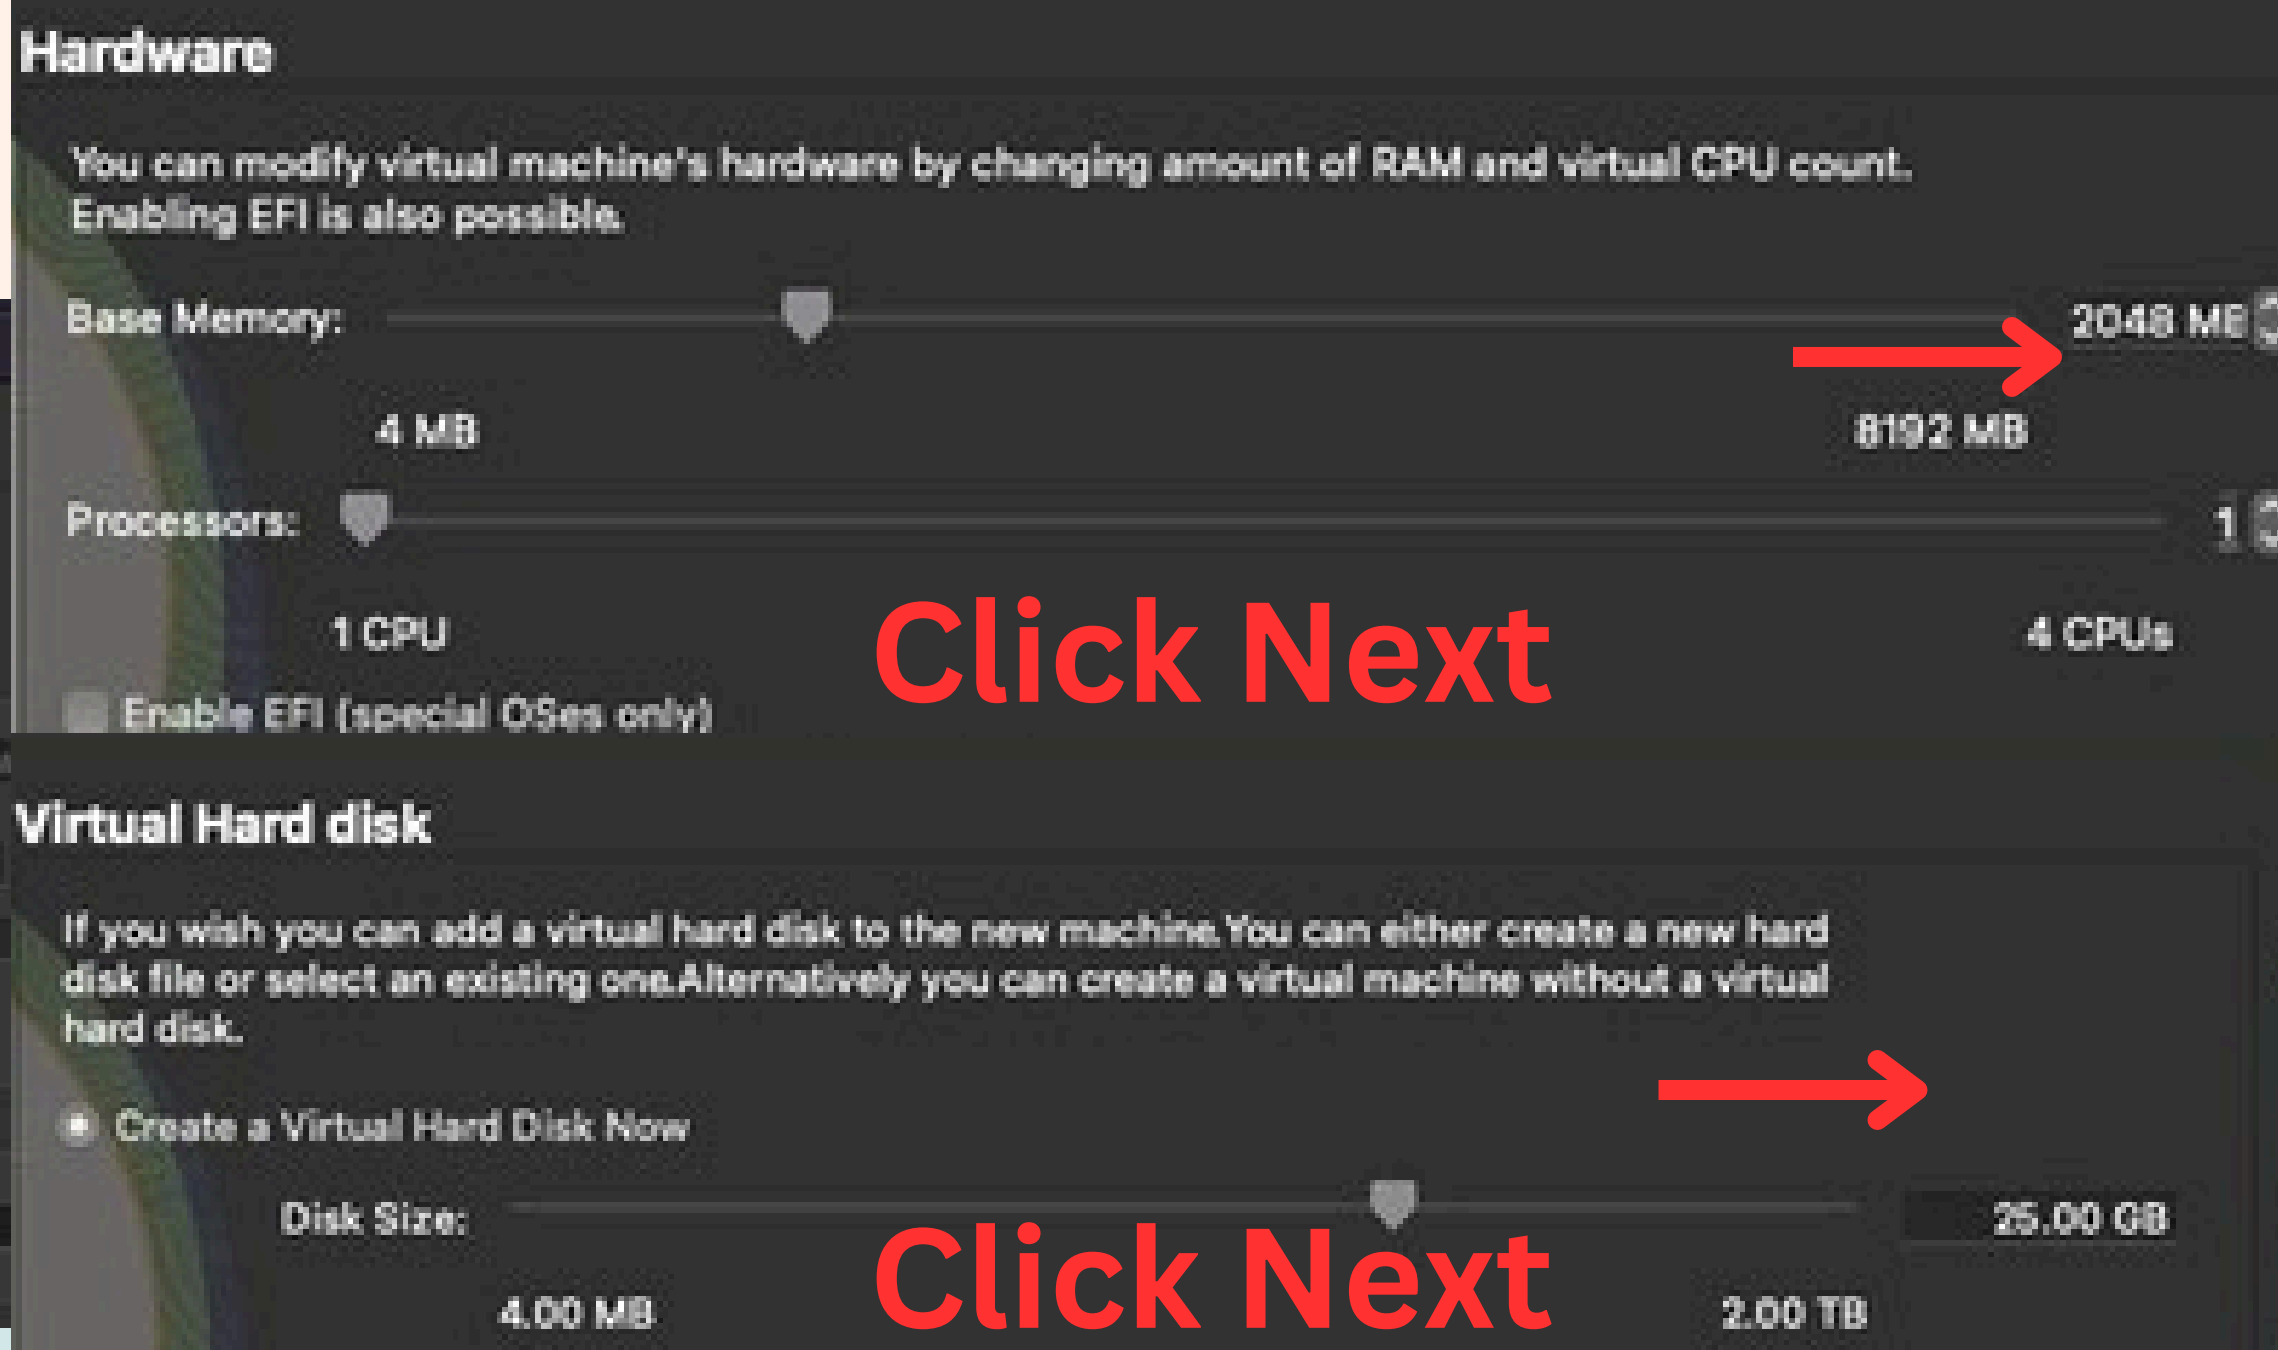 Hardware
You can modify virtual machine's hardware by changing amount of RAM and virtual CPU count.
Enabling EFI is also possible.
Base Memory:
2048 MB
4 MB
8192 MB
Processors:
1
1 CPU
4 CPUs
Click Next
Enable EFI (special OSes only)
Virtual Hard disk
If you wish you can add a virtual hard disk to the new machine.You can either create a new hard
disk file or select an existing one.Alternatively you can create a virtual machine without a virtual
hard disk.
Create a Virtual Hard Disk Now
Disk Size:
25.00 GB
Click Next
4.00 MB
2.00 TB